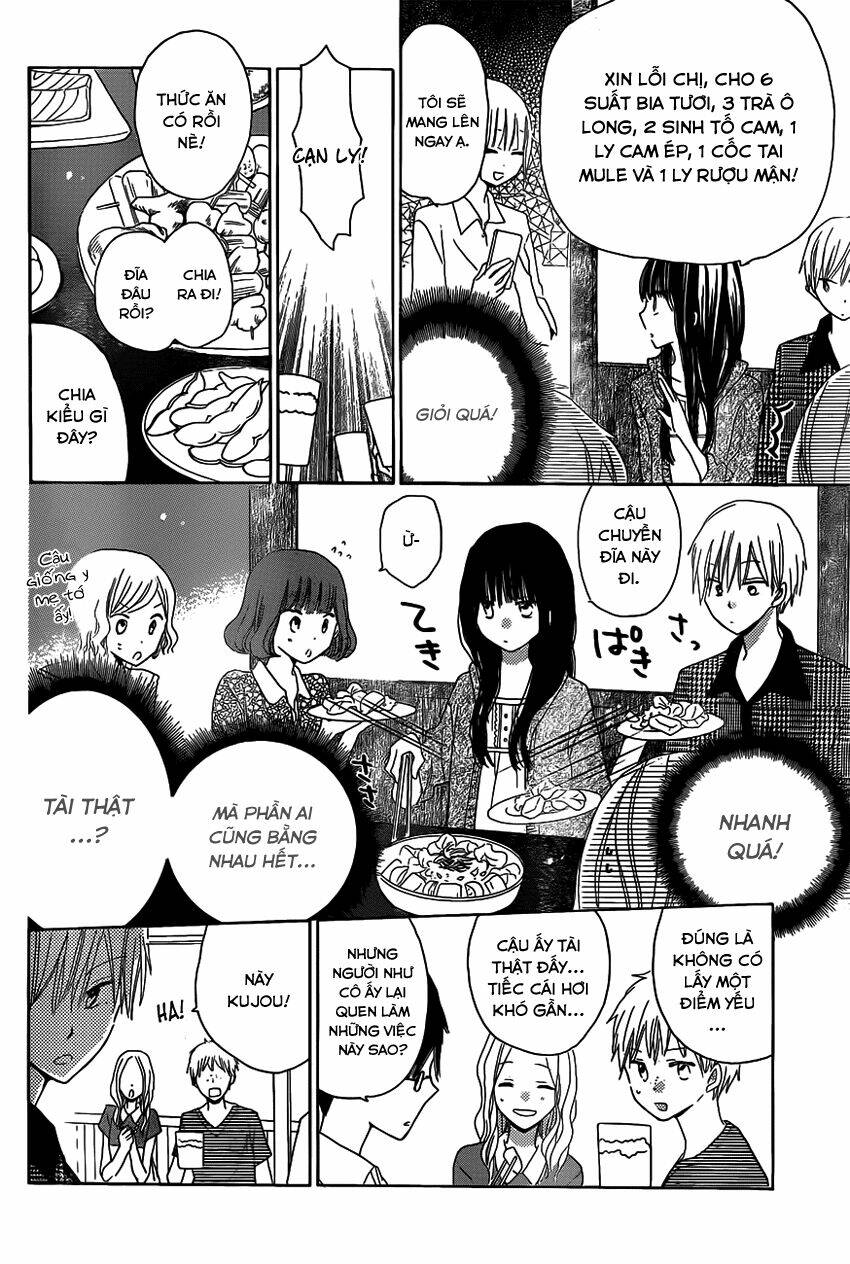 XIN LỖI CHỊ, CHO 6
SUẤT BIA TƯƠI, 3 TRÀ Ô
LONG, 2 SINH TỐ CAM, 1
LY CAM ÉP, 1 CỐC TAI
MULE VÀ 1 LY RƯỢU MẬN!
TÔI SẼ
MANG LÊN
NGAY Ạ.
GIỎI QUÁ!
CẠN LY!
THỨC ĂN
CÓ RỒI
NÈ!
CHIA
RA ĐI!
ĐĨA
ĐÂU
RỒI?
CHIA
KIỂU GÌ
ĐÂY?
CẬU
CHUYỀN
ĐĨA NÀY
ĐI.
さっ
ぱき
Ừ-
てきっ
ささ
Cậu
giống y
mẹ tớ
ấy!
NHANH
QUÁ!
MÀ PHẦN AI
CŨNG BẰNG
NHAU HẾT...
TÀI THẬT
...?
ĐÚNG LÀ
KHÔNG CÓ
LẤY MỘT
ĐIỂM YẾU
...
CẬU ẤY TÀI
THẬT ĐẤY...
TIẾC CÁI HƠI
KHÓ GẦN...
NHƯNG
NGƯỜI NHƯ
CÔ ẤY LẠI
QUEN LÀM
NHỮNG VIỆC
NÀY SAO?
NÀY
KUJOU!
HA!